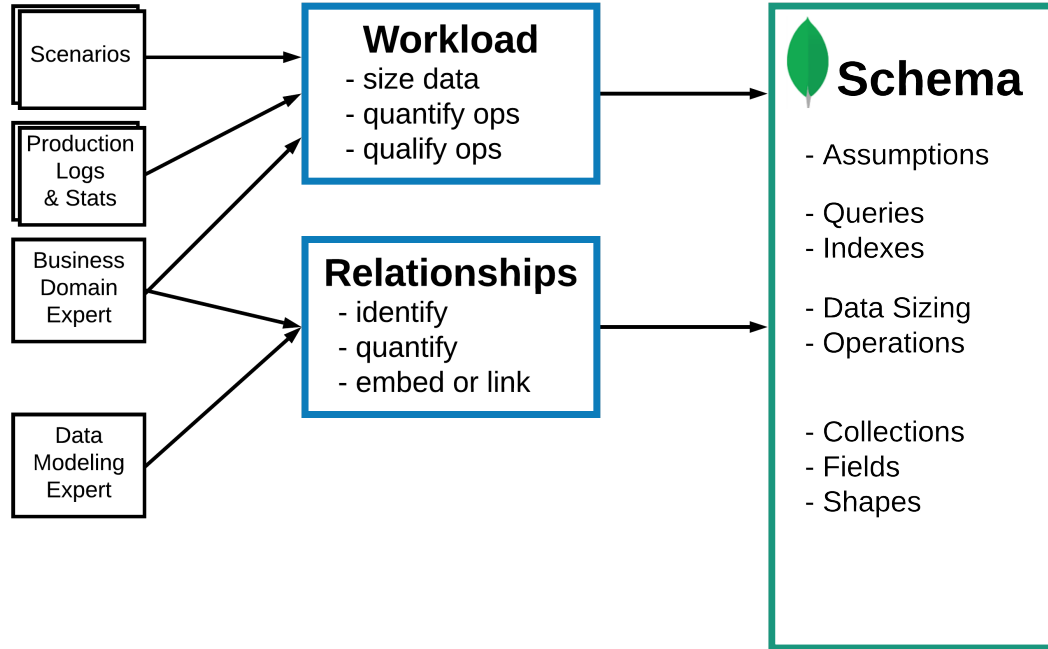 Scenarios
Production
Logs
& Stats
Business
Domain
Expert
Data
Modeling
Expert
Workload
- size data
- quantify ops
- qualify ops
Relationships
- identify
- quantify
- embed or link
Schema
- Assumptions
- Queries
- Indexes
- Data Sizing
- Operations
- Collections
- Fields
- Shapes